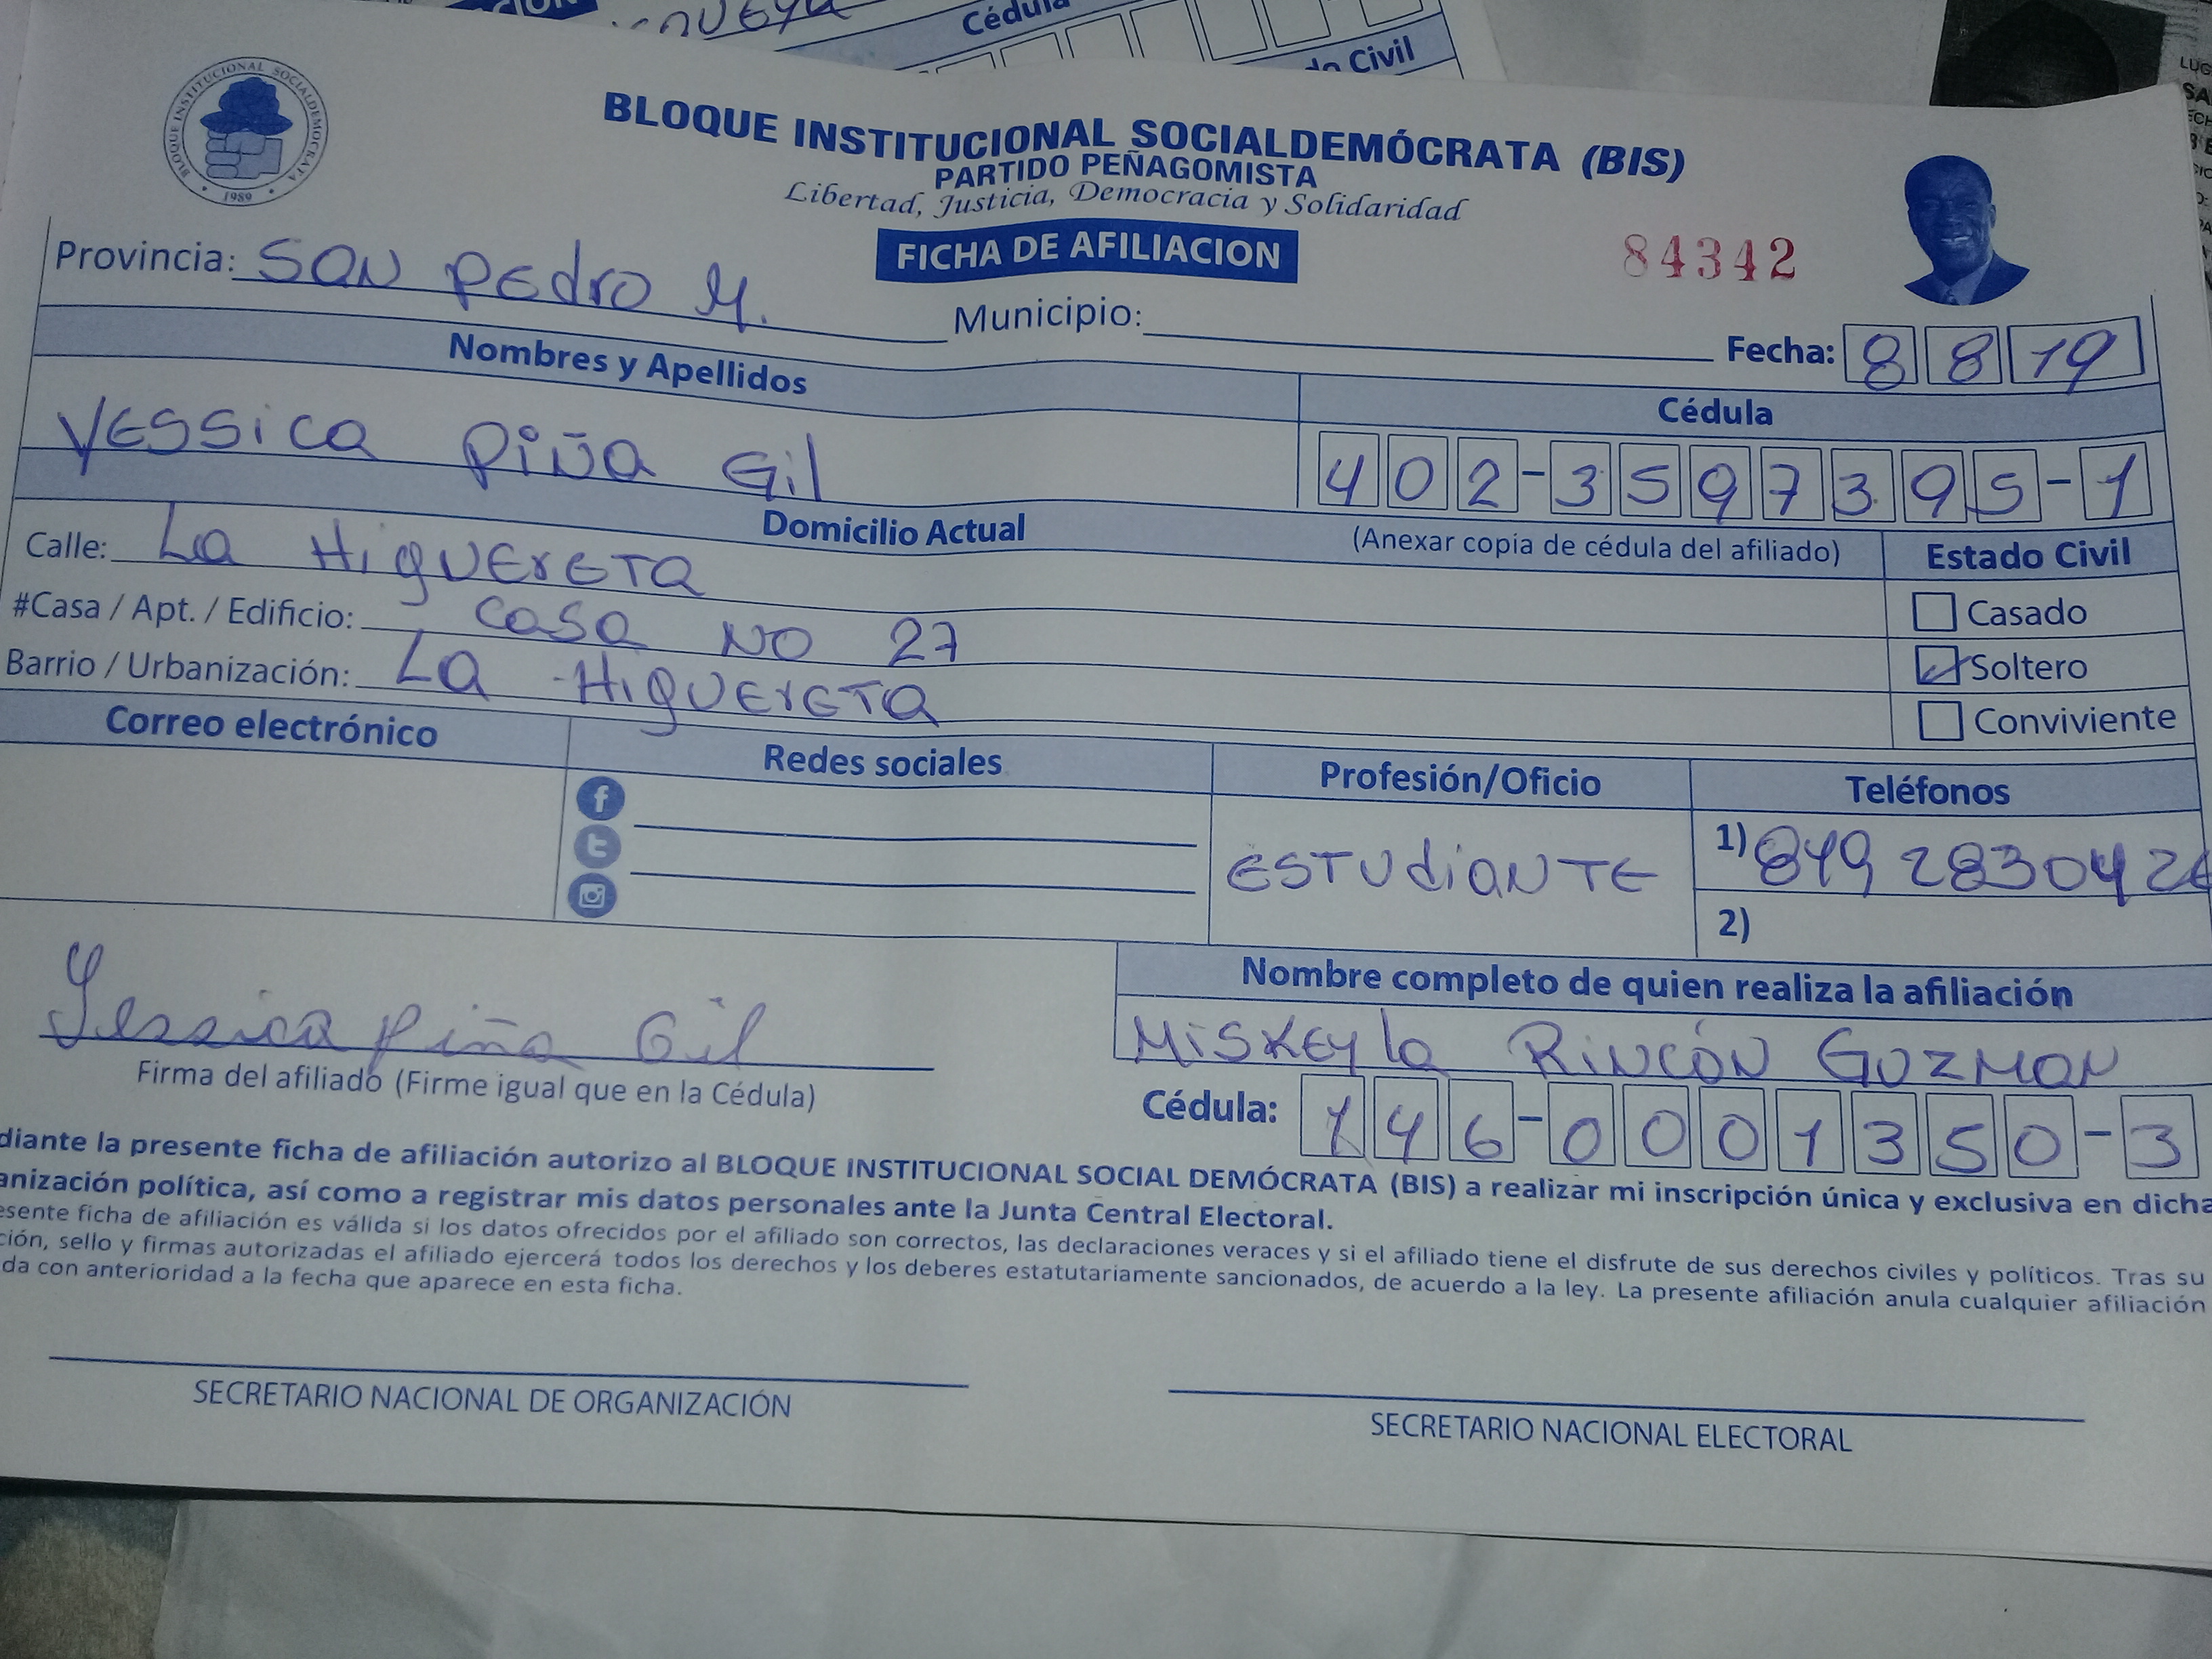 Cédula
do Civil
BLOQUE INSTITUCIONAL SOCIALDEMOCRATA
1989
BLOQUE INSTITUCIONAL SOCIALDEMÓCRATA (BIS)
PARTIDO PEÑAGOMISTA
Libertad, Justicia, Democracia y Solidaridad
FICHA DE AFILIACION
84342
Provincia: San Pedro M. Municipio:
Fecha: 8 8 19
Nombres y Apellidos
Yessica Piña Gil
Cédula
402-3597395-1
(Anexar copia de cédula del afiliado)
Domicilio Actual
Calle: La Higuereta
#Casa / Apt. / Edificio: Casa No 27
Barrio / Urbanización: La Higuereta
Estado Civil
Casado
Soltero
Conviviente
Correo electrónico
Redes sociales
Profesión/Oficio
Estudiante
Teléfonos
1) 849 2830426
2)
Yessica Piña Gil
Firma del afiliado (Firme igual que en la Cédula)
Nombre completo de quien realiza la afiliación
Miskeyla Rincón Guzman
Cédula: 146-0001350-3
diante la presente ficha de afiliación autorizo al BLOQUE INSTITUCIONAL SOCIAL DEMÓCRATA (BIS) a realizar mi inscripción única y exclusiva en dicha
anización política, así como a registrar mis datos personales ante la Junta Central Electoral.
esente ficha de afiliación es válida si los datos ofrecidos por el afiliado son correctos, las declaraciones veraces y si el afiliado tiene el disfrute de sus derechos civiles y políticos. Tras su
ción, sello y firmas autorizadas el afiliado ejercerá todos los derechos y los deberes estatutariamente sancionados, de acuerdo a la ley. La presente afiliación anula cualquier afiliación
da con anterioridad a la fecha que aparece en esta ficha.
SECRETARIO NACIONAL DE ORGANIZACIÓN
SECRETARIO NACIONAL ELECTORAL